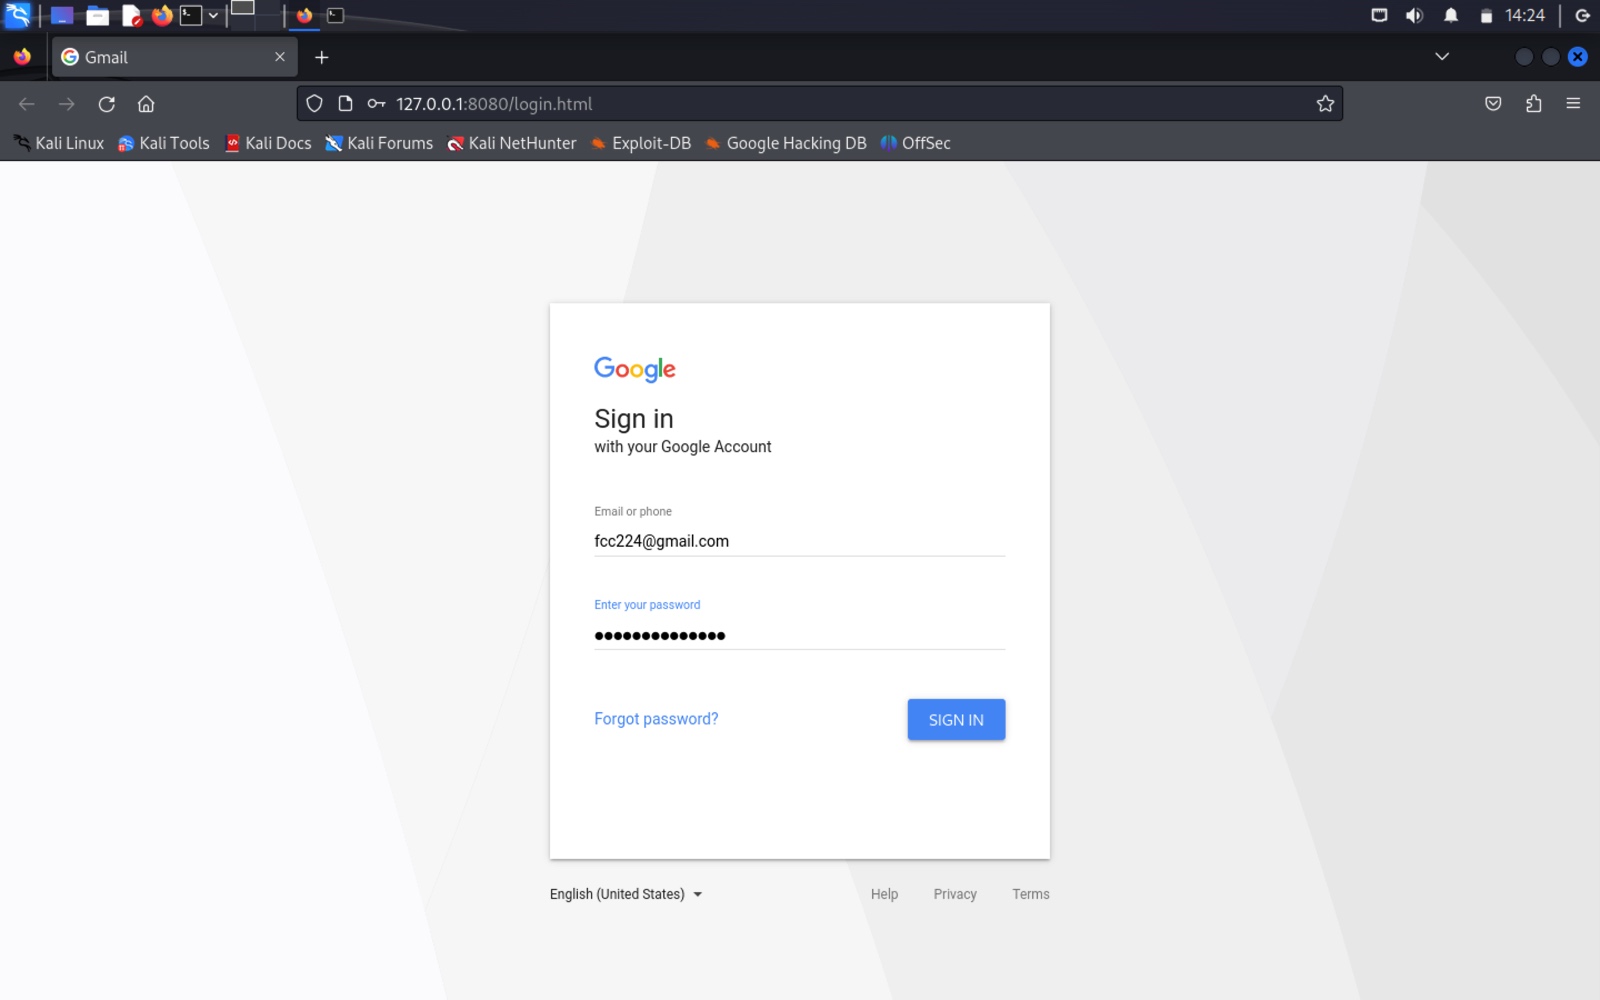 14:24
Gmail
127.0.0.1:8080/login.html
Kali Linux Kali Tools Kali Docs Kali Forums Kali NetHunter Exploit-DB Google Hacking DB OffSec
Google
Sign in
with your Google Account
Email or phone
fcc224@gmail.com
Enter your password
••••••••••••••
Forgot password? SIGN IN
English (United States) Help Privacy Terms